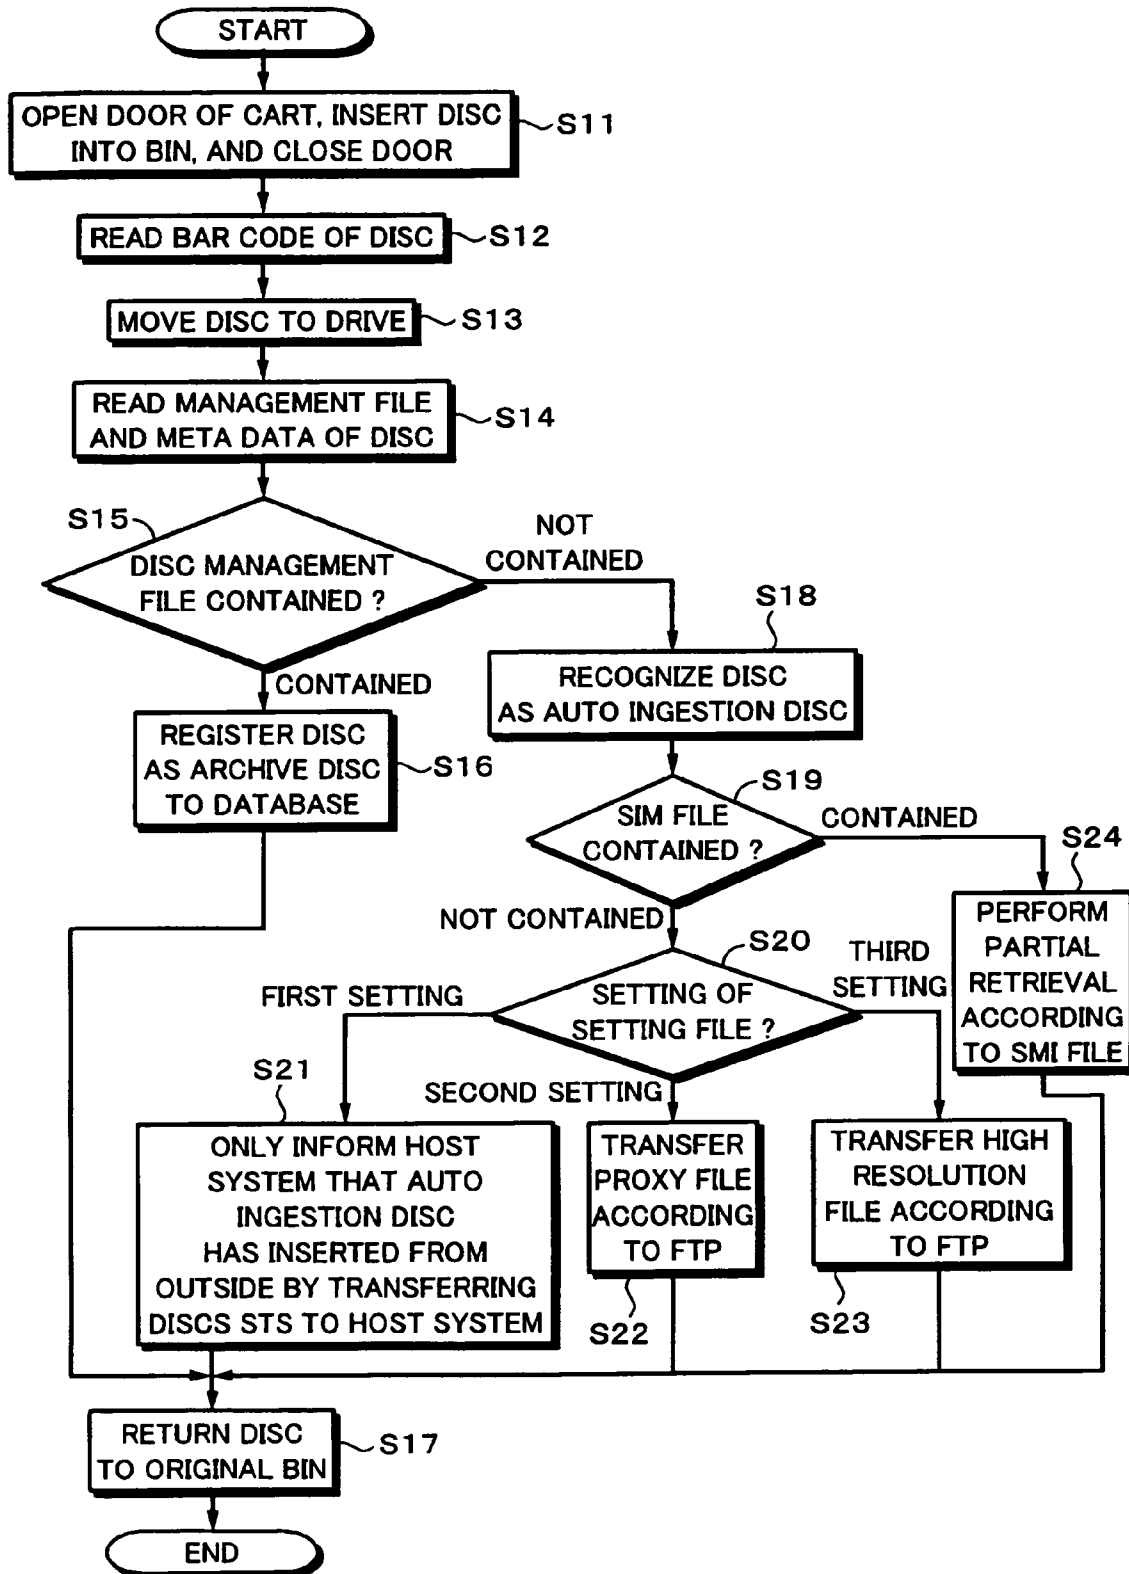 START
OPEN DOOR OF CART, INSERT DISC
INTO BIN, AND CLOSE DOOR
S11
READ BAR CODE OF DISC
S12
MOVE DISC TO DRIVE
S13
READ MANAGEMENT FILE
AND META DATA OF DISC
S14
S15
DISC MANAGEMENT
FILE CONTAINED ?
NOT
CONTAINED
CONTAINED
S18
RECOGNIZE DISC
AS AUTO INGESTION DISC
REGISTER DISC
AS ARCHIVE DISC
TO DATABASE
S16
S19
SIM FILE
CONTAINED ?
CONTAINED
S24
NOT CONTAINED
PERFORM
PARTIAL
RETRIEVAL
ACCORDING
TO SMI FILE
S20
SETTING OF
SETTING FILE ?
FIRST SETTING
THIRD
SETTING
SECOND SETTING
S21
ONLY INFORM HOST
SYSTEM THAT AUTO
INGESTION DISC
HAS INSERTED FROM
OUTSIDE BY TRANSFERRING
DISCS STS TO HOST SYSTEM
TRANSFER
PROXY FILE
ACCORDING
TO FTP
S22
TRANSFER HIGH
RESOLUTION
FILE ACCORDING
TO FTP
S23
RETURN DISC
TO ORIGINAL BIN
S17
END